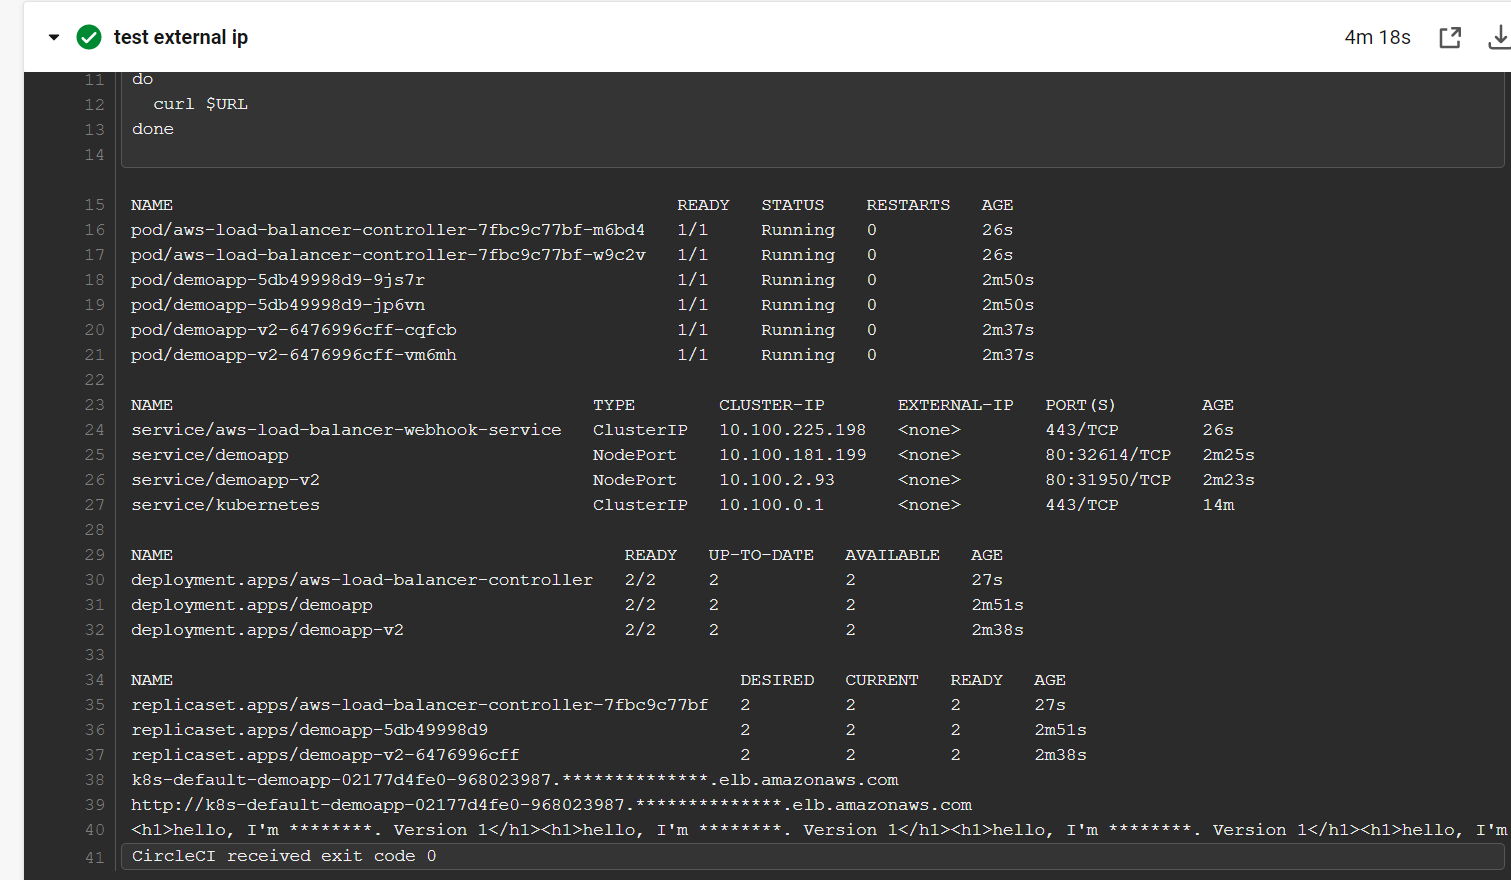 test external ip 4m 18s
11 do
12 curl $URL
13 done
14
15 NAME READY STATUS RESTARTS AGE
16 pod/aws-load-balancer-controller-7fbc9c77bf-m6bd4 1/1 Running 0 26s
17 pod/aws-load-balancer-controller-7fbc9c77bf-w9c2v 1/1 Running 0 26s
18 pod/demoapp-5db49998d9-9js7r 1/1 Running 0 2m50s
19 pod/demoapp-5db49998d9-jp6vn 1/1 Running 0 2m50s
20 pod/demoapp-v2-6476996cff-cqfcb 1/1 Running 0 2m37s
21 pod/demoapp-v2-6476996cff-vm6mh 1/1 Running 0 2m37s
22
23 NAME TYPE CLUSTER-IP EXTERNAL-IP PORT(S) AGE
24 service/aws-load-balancer-webhook-service ClusterIP 10.100.225.198 <none> 443/TCP 26s
25 service/demoapp NodePort 10.100.181.199 <none> 80:32614/TCP 2m25s
26 service/demoapp-v2 NodePort 10.100.2.93 <none> 80:31950/TCP 2m23s
27 service/kubernetes ClusterIP 10.100.0.1 <none> 443/TCP 14m
28
29 NAME READY UP-TO-DATE AVAILABLE AGE
30 deployment.apps/aws-load-balancer-controller 2/2 2 2 27s
31 deployment.apps/demoapp 2/2 2 2 2m51s
32 deployment.apps/demoapp-v2 2/2 2 2 2m38s
33
34 NAME DESIRED CURRENT READY AGE
35 replicaset.apps/aws-load-balancer-controller-7fbc9c77bf 2 2 2 27s
36 replicaset.apps/demoapp-5db49998d9 2 2 2 2m51s
37 replicaset.apps/demoapp-v2-6476996cff 2 2 2 2m38s
38 k8s-default-demoapp-02177d4fe0-968023987.**************.elb.amazonaws.com
39 http://k8s-default-demoapp-02177d4fe0-968023987.**************.elb.amazonaws.com
40 <h1>hello, I'm ********. Version 1</h1><h1>hello, I'm ********. Version 1</h1><h1>hello, I'm ********. Version 1</h1><h1>hello, I'm
41 CircleCI received exit code 0